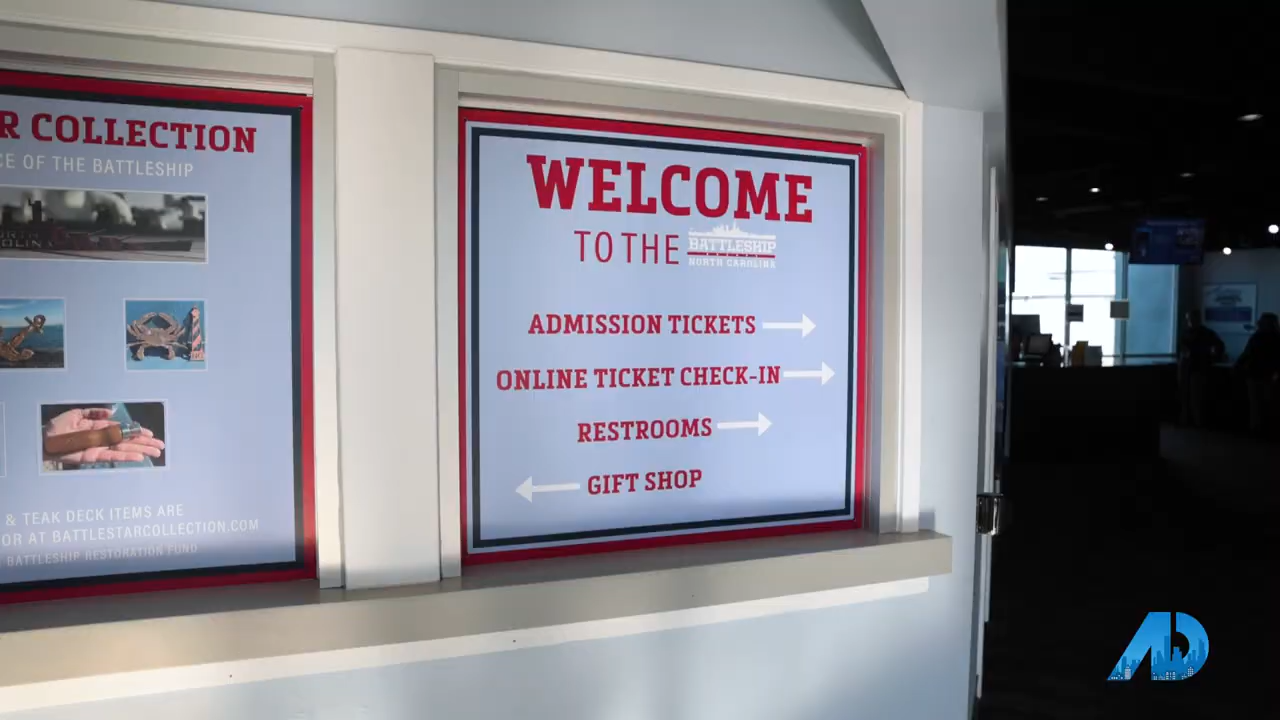 R COLLECTION
CE OF THE BATTLESHIP
& TEAK DECK ITEMS ARE
OR AT BATTLESTARCOLLECTION.COM
BATTLESHIP RESTORATION FUND
WELCOME
TO THE BATTLESHIP
NORTH CAROLINA
ADMISSION TICKETS
ONLINE TICKET CHECK-IN
RESTROOMS
GIFT SHOP
AD